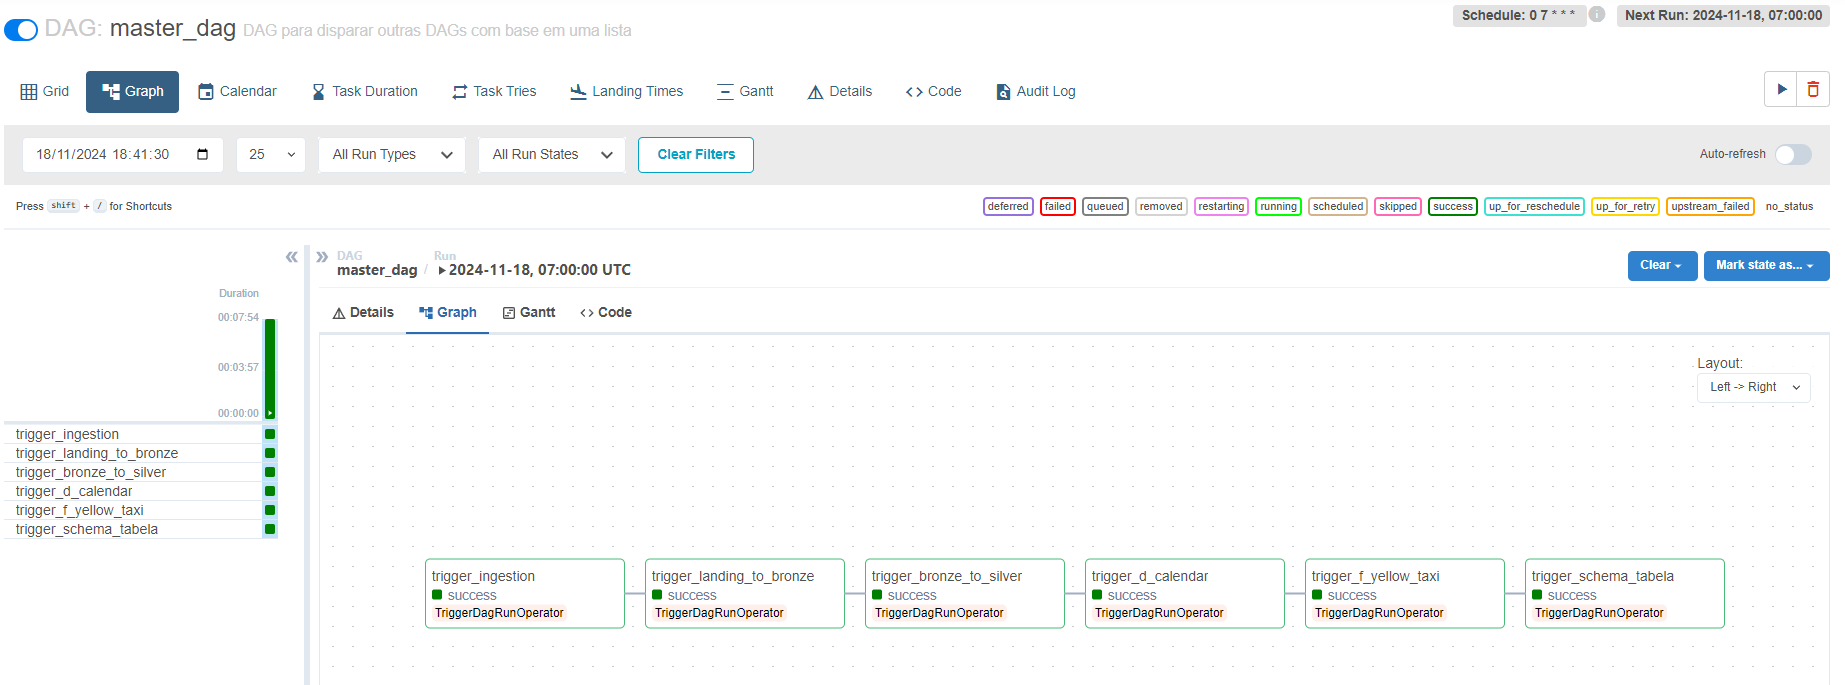 DAG: master_dag DAG para disparar outras DAGs com base em uma lista
Schedule: 0 7 * * *
i
Next Run: 2024-11-18, 07:00:00
Grid
Graph
Calendar
Task Duration
Task Tries
Landing Times
Gantt
Details
Code
Audit Log
18/11/2024 18:41:30
25
All Run Types
All Run States
Clear Filters
Auto-refresh
Press shift + / for Shortcuts
deferred
failed
queued
removed
restarting
running
scheduled
skipped
success
up_for_reschedule
up_for_retry
upstream_failed
no_status
DAG
master_dag
/
Run
2024-11-18, 07:00:00 UTC
Clear
Mark state as...
Duration
00:07:54
00:03:57
00:00:00
trigger_ingestion
trigger_landing_to_bronze
trigger_bronze_to_silver
trigger_d_calendar
trigger_f_yellow_taxi
trigger_schema_tabela
Details
Graph
Gantt
Code
Layout:
Left -> Right
trigger_ingestion
success
TriggerDagRunOperator
trigger_landing_to_bronze
success
TriggerDagRunOperator
trigger_bronze_to_silver
success
TriggerDagRunOperator
trigger_d_calendar
success
TriggerDagRunOperator
trigger_f_yellow_taxi
success
TriggerDagRunOperator
trigger_schema_tabela
success
TriggerDagRunOperator